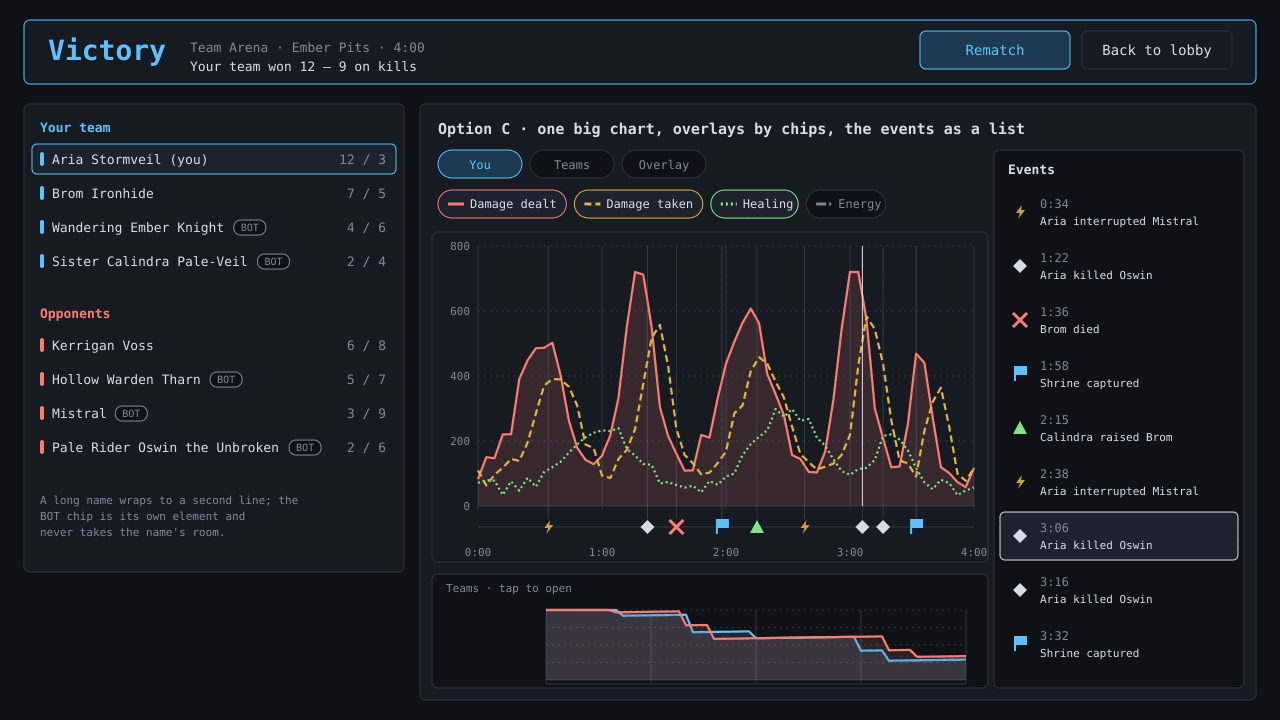 Victory
Team Arena · Ember Pits · 4:00
Your team won 12 — 9 on kills
Rematch
Back to lobby
Your team
Aria Stormveil (you) 12 / 3
Brom Ironhide 7 / 5
Wandering Ember Knight BOT 4 / 6
Sister Calindra Pale-Veil BOT 2 / 4
Opponents
Kerrigan Voss 6 / 8
Hollow Warden Tharn BOT 5 / 7
Mistral BOT 3 / 9
Pale Rider Oswin the Unbroken BOT 2 / 6
A long name wraps to a second line; the
BOT chip is its own element and
never takes the name's room.
Option C · one big chart, overlays by chips, the events as a list
You Teams Overlay
Damage dealt Damage taken Healing Energy
800
600
400
200
0
0:00 1:00 2:00 3:00 4:00
Teams · tap to open
Events
0:34
Aria interrupted Mistral
1:22
Aria killed Oswin
1:36
Brom died
1:58
Shrine captured
2:15
Calindra raised Brom
2:38
Aria interrupted Mistral
3:06
Aria killed Oswin
3:16
Aria killed Oswin
3:32
Shrine captured